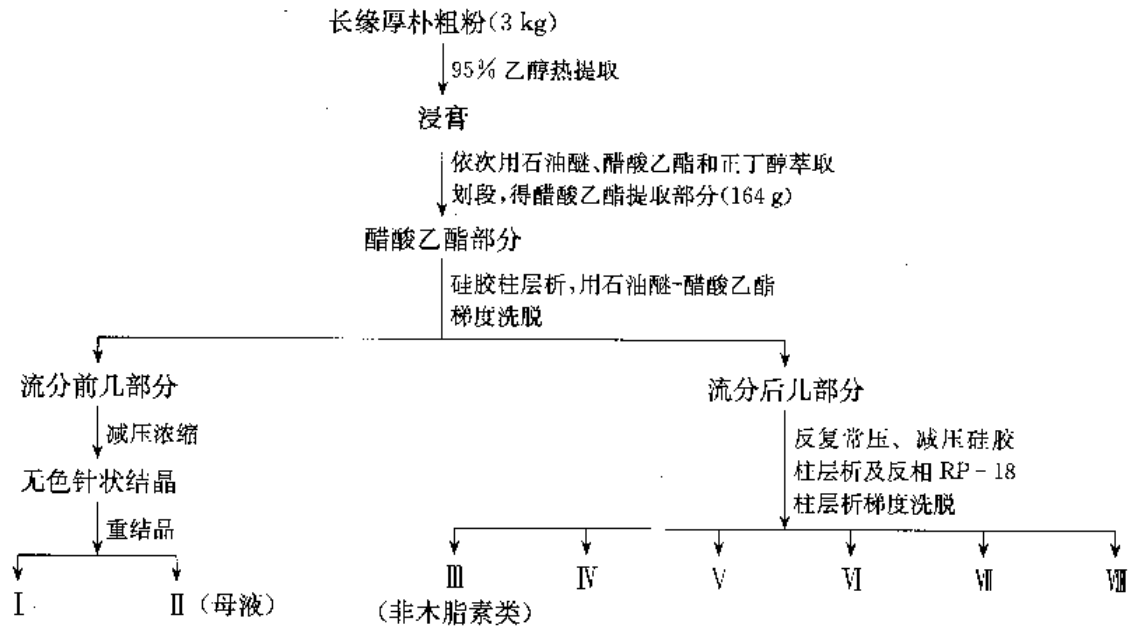 长缘厚朴粗粉(3 kg)
95% 乙醇热提取
浸膏
依次用石油醚、醋酸乙酯和正丁醇萃取
划段,得醋酸乙酯提取部分(164 g)
醋酸乙酯部分
硅胶柱层析,用石油醚-醋酸乙酯
梯度洗脱
流分前几部分
流分后几部分
减压浓缩
反复常压、减压硅胶
柱层析及反相 RP-18
柱层析梯度洗脱
无色针状结晶
重结品
Ⅰ
Ⅱ (母液)
Ⅲ
Ⅳ
Ⅴ
Ⅵ
Ⅶ
Ⅷ
(非木脂素类)